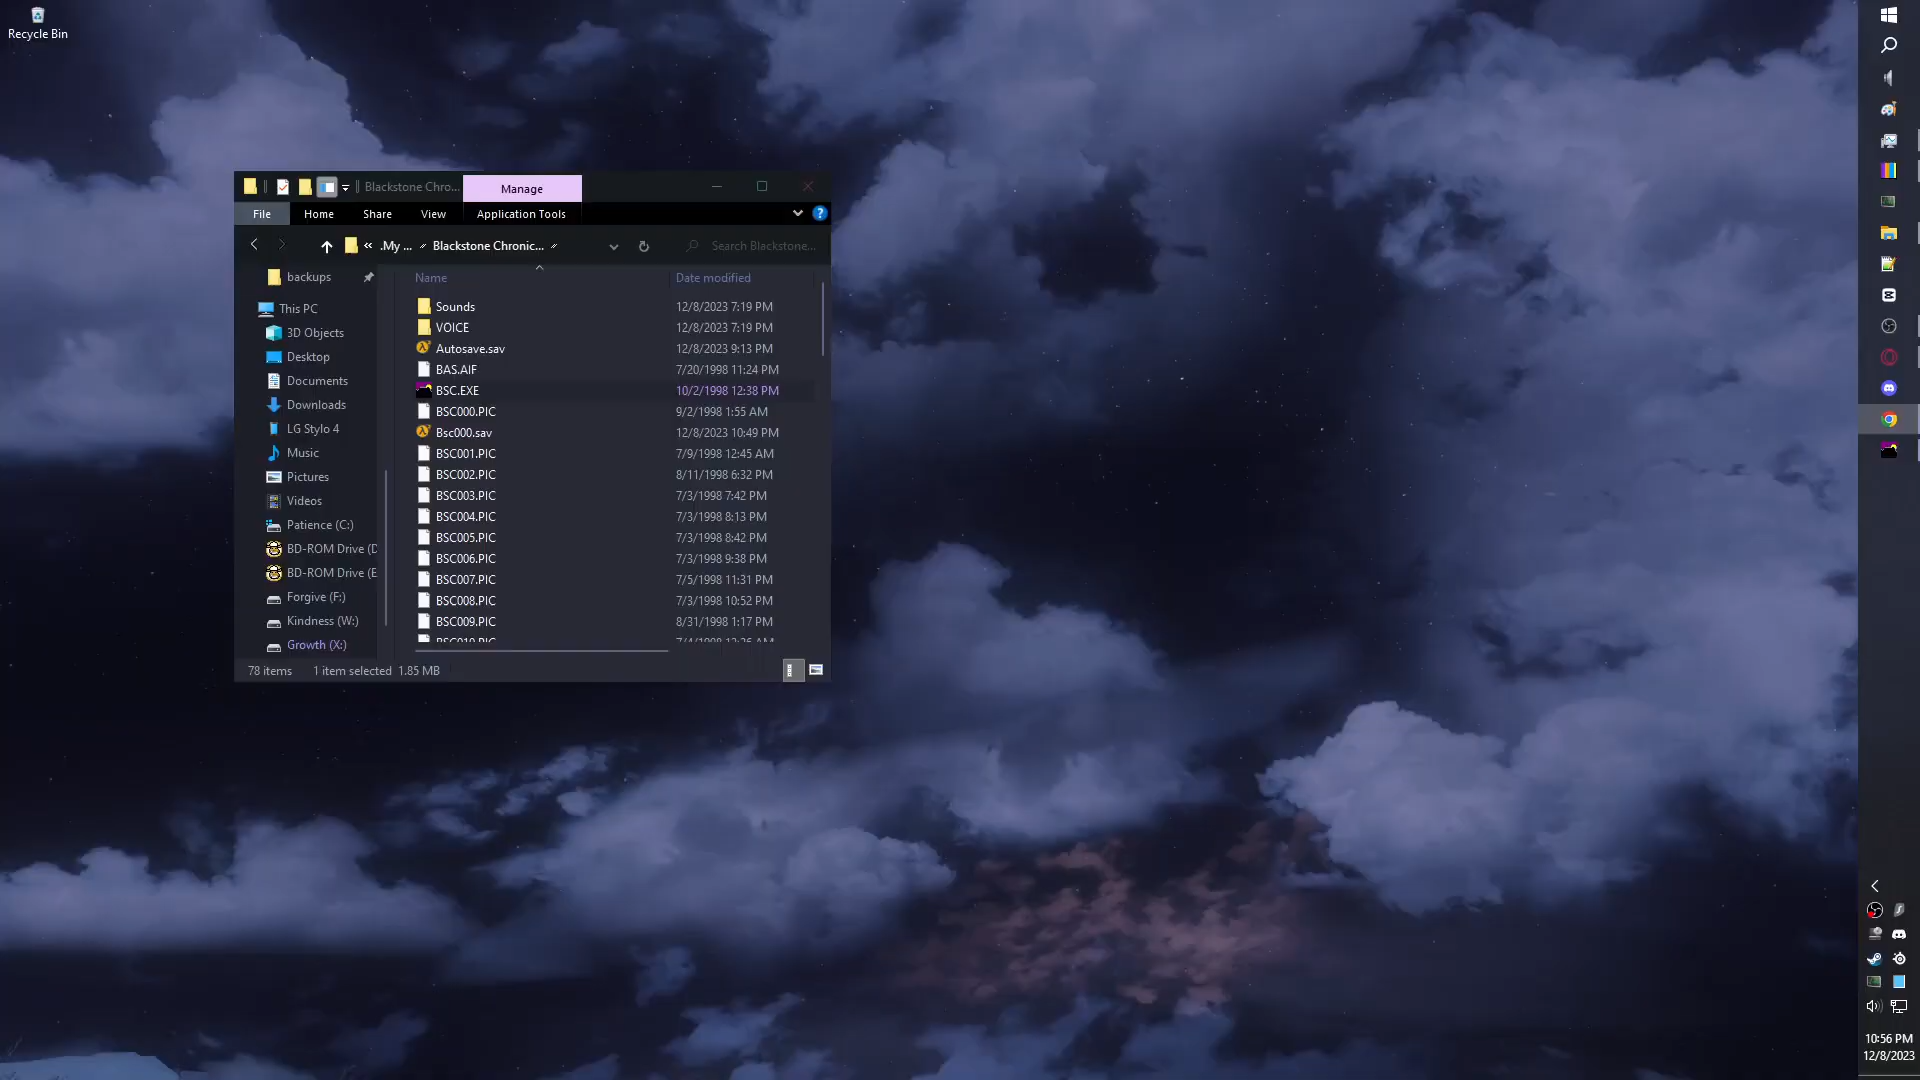 Recycle Bin
Blackstone Chro...
Manage
File
Home
Share
View
Application Tools
« .My ...
Blackstone Chronic...
Search Blackstone...
backups
This PC
3D Objects
Desktop
Documents
Downloads
LG Stylo 4
Music
Pictures
Videos
Patience (C:)
BD-ROM Drive (D
BD-ROM Drive (E
Forgive (F:)
Kindness (W:)
Growth (X:)
Name Date modified
Sounds 12/8/2023 7:19 PM
VOICE 12/8/2023 7:19 PM
Autosave.sav 12/8/2023 9:13 PM
BAS.AIF 7/20/1998 11:24 PM
BSC.EXE 10/2/1998 12:38 PM
BSC000.PIC 9/2/1998 1:55 AM
Bsc000.sav 12/8/2023 10:49 PM
BSC001.PIC 7/9/1998 12:45 AM
BSC002.PIC 8/11/1998 6:32 PM
BSC003.PIC 7/3/1998 7:42 PM
BSC004.PIC 7/3/1998 8:13 PM
BSC005.PIC 7/3/1998 8:42 PM
BSC006.PIC 7/3/1998 9:38 PM
BSC007.PIC 7/5/1998 11:31 PM
BSC008.PIC 7/3/1998 10:52 PM
BSC009.PIC 8/31/1998 1:17 PM
BSC010.PIC 7/4/1998 12:26 AM
78 items 1 item selected 1.85 MB
10:56 PM
12/8/2023